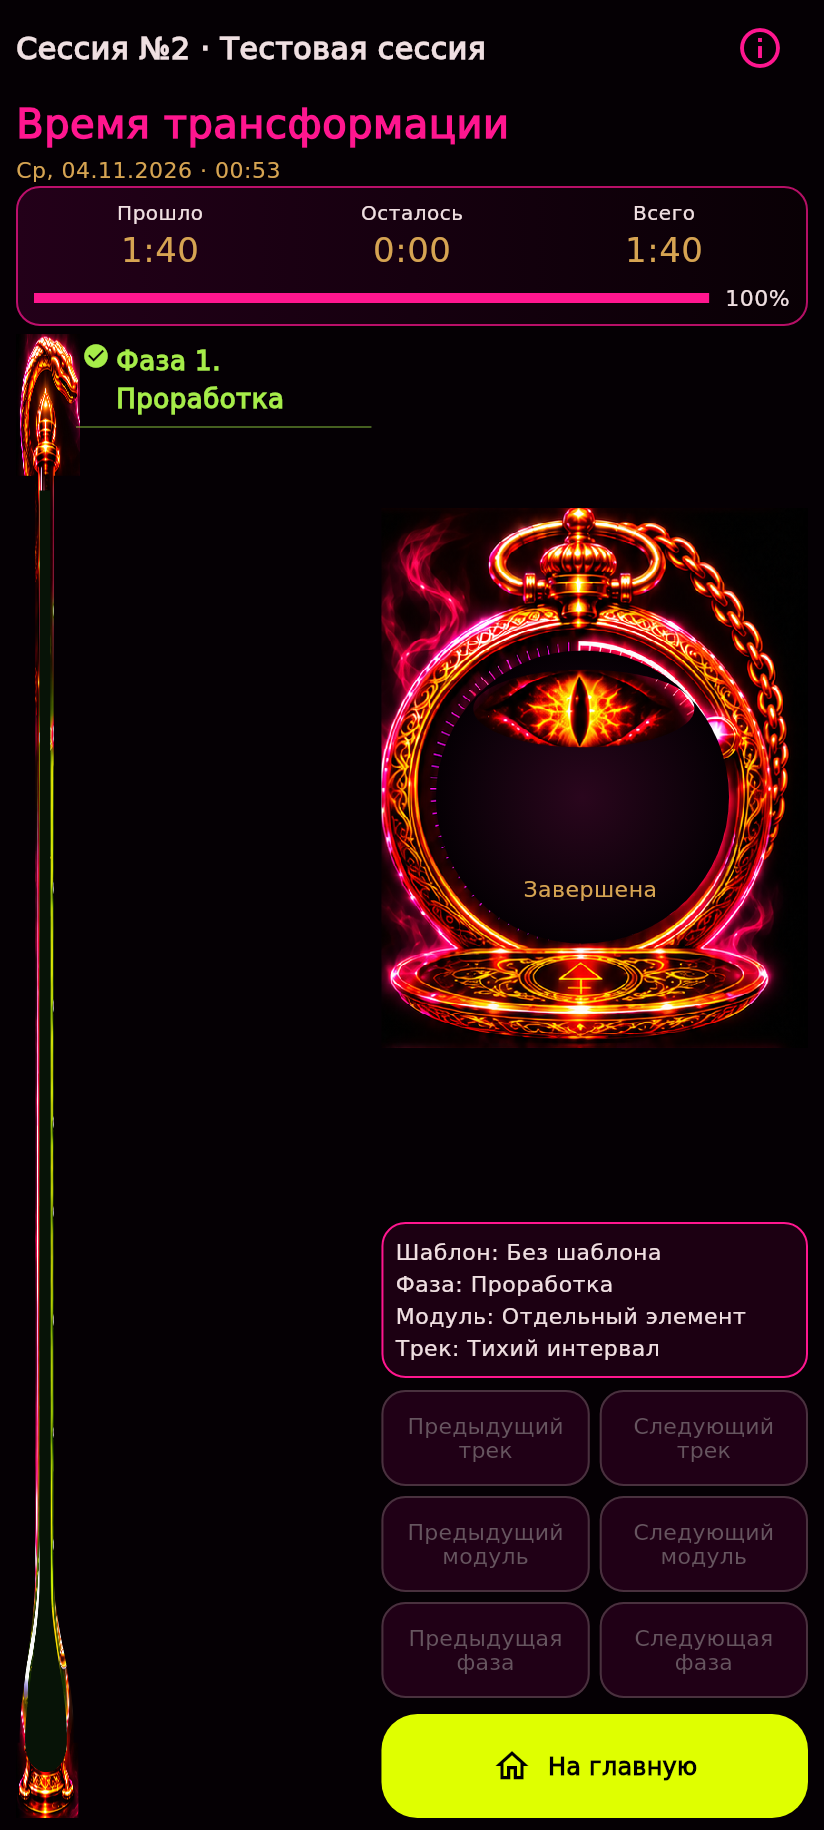 Сессия №2 · Тестовая сессия
Время трансформации
Ср, 04.11.2026 · 00:53
Прошло Осталось Всего
1:40 0:00 1:40
100%
Фаза 1.
Проработка
Завершена
Шаблон: Без шаблона
Фаза: Проработка
Модуль: Отдельный элемент
Трек: Тихий интервал
Предыдущий
трек
Следующий
трек
Предыдущий
модуль
Следующий
модуль
Предыдущая
фаза
Следующая
фаза
На главную